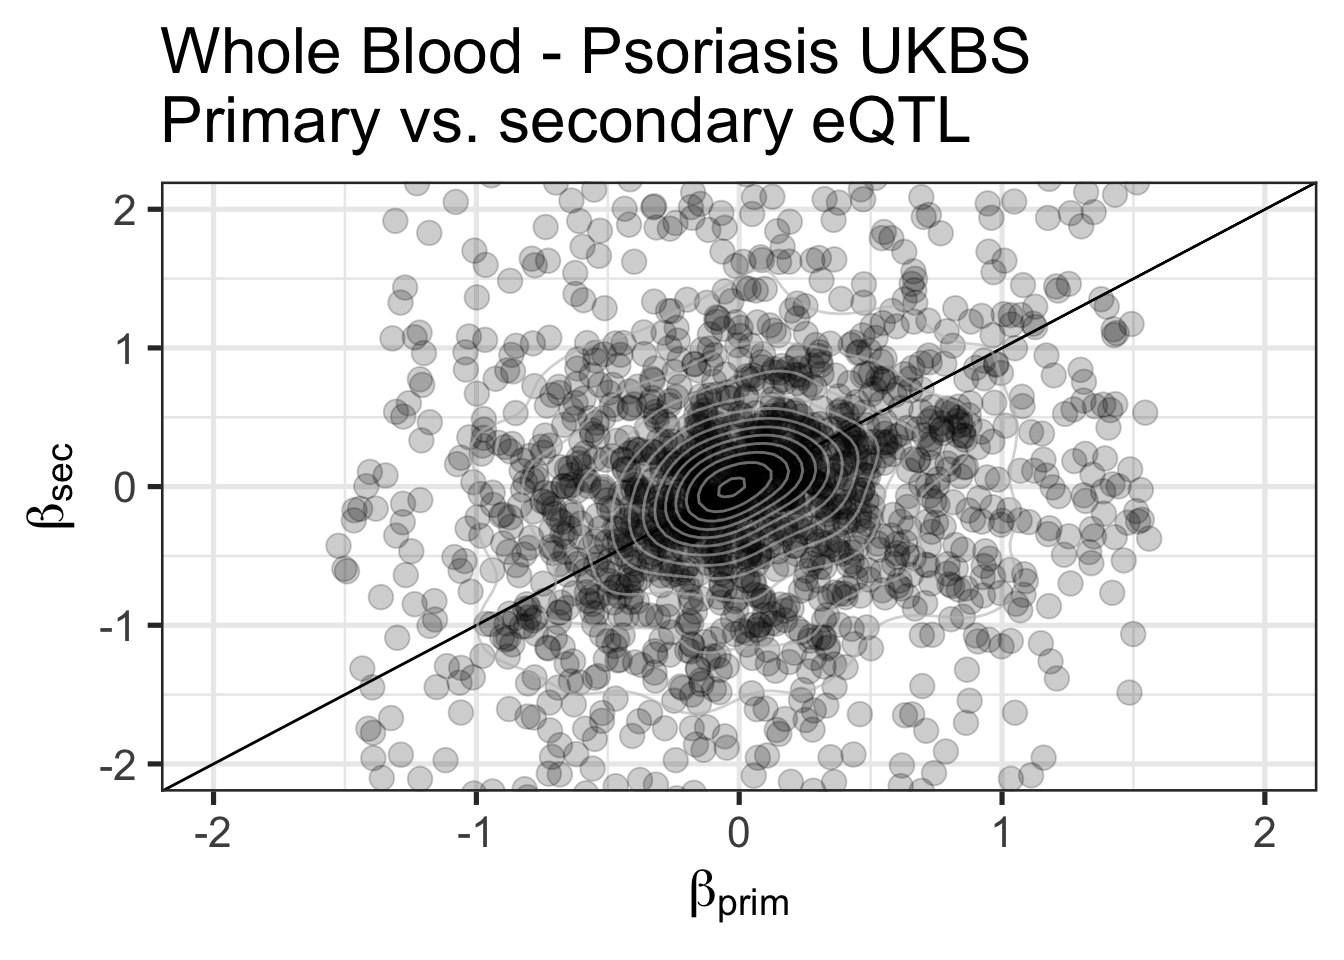 Whole Blood - Psoriasis UKBS
Primary vs. secondary eQTL
2
1
0
-1
-2
βsec
-2 -1 0 1 2
βprim